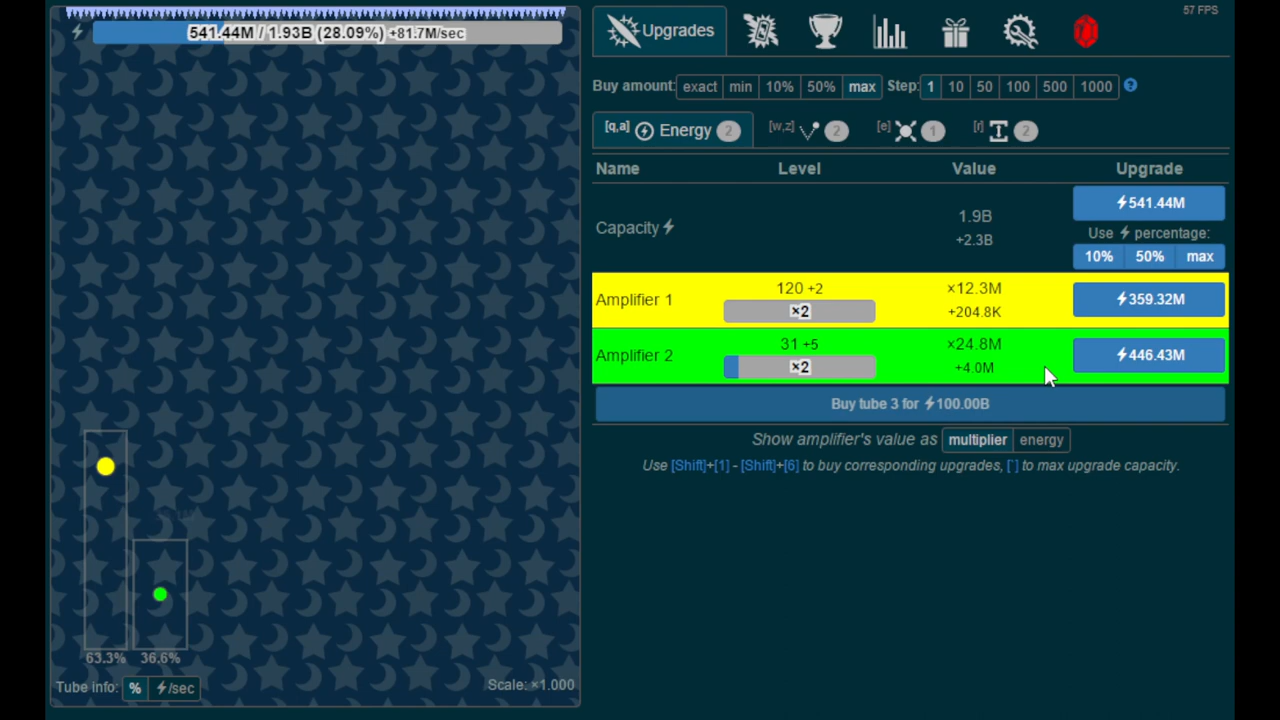 541.44M / 1.93B (28.09%) +81.7M/sec
57 FPS
Upgrades
Buy amount: exact min 10% 50% max Step: 1 10 50 100 500 1000 ?
[q,a] Energy 2 [w,z] 2 [e] 1 [r] 2
Name Level Value Upgrade
Capacity 1.9B +2.3B 541.44M
Use percentage:
10% 50% max
Amplifier 1 120 +2 ×2 ×12.3M +204.8K 359.32M
Amplifier 2 31 +5 ×2 ×24.8M +4.0M 446.43M
Buy tube 3 for 100.00B
Show amplifier's value as multiplier energy
Use [Shift]+[1] - [Shift]+[6] to buy corresponding upgrades, [`] to max upgrade capacity.
63.3% 36.6%
Tube info: % /sec
Scale: ×1.000